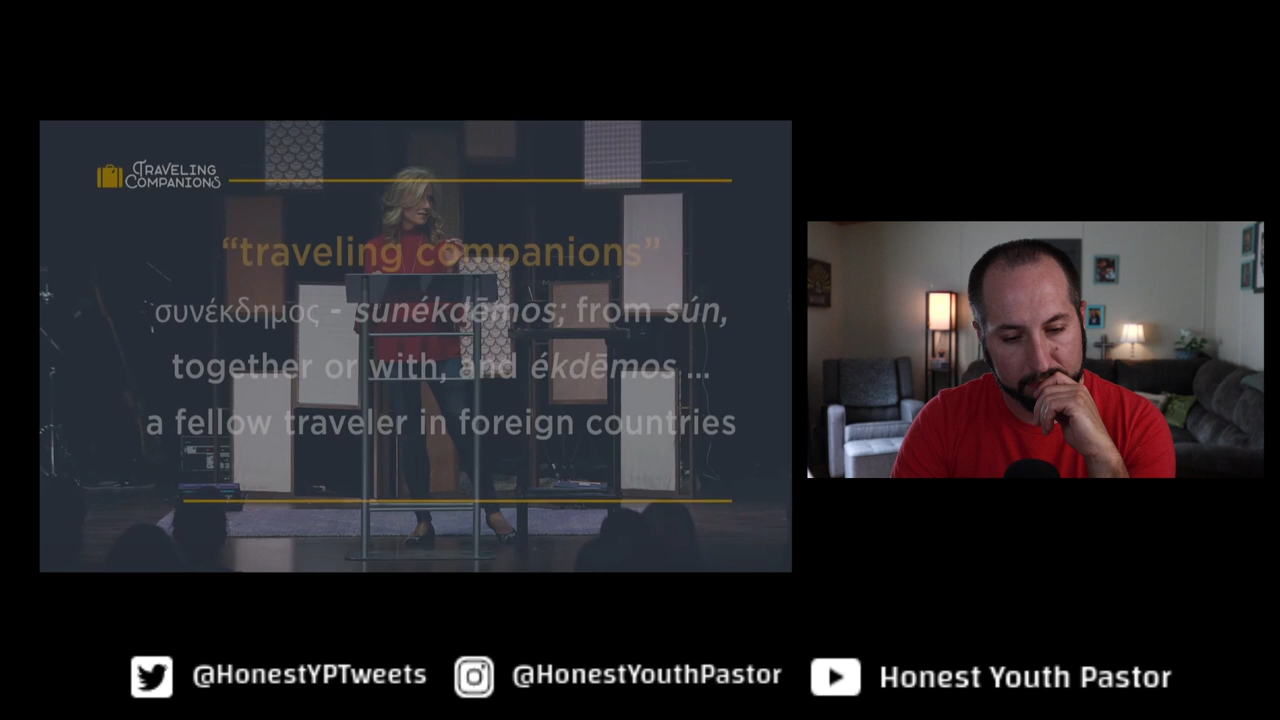 TRAVELING
COMPANIONS
“traveling companions”
συνέκδημος - sunékdēmos; from sún,
together or with, and ékdēmos ...
a fellow traveler in foreign countries
@HonestYPTweets @HonestYouthPastor Honest Youth Pastor